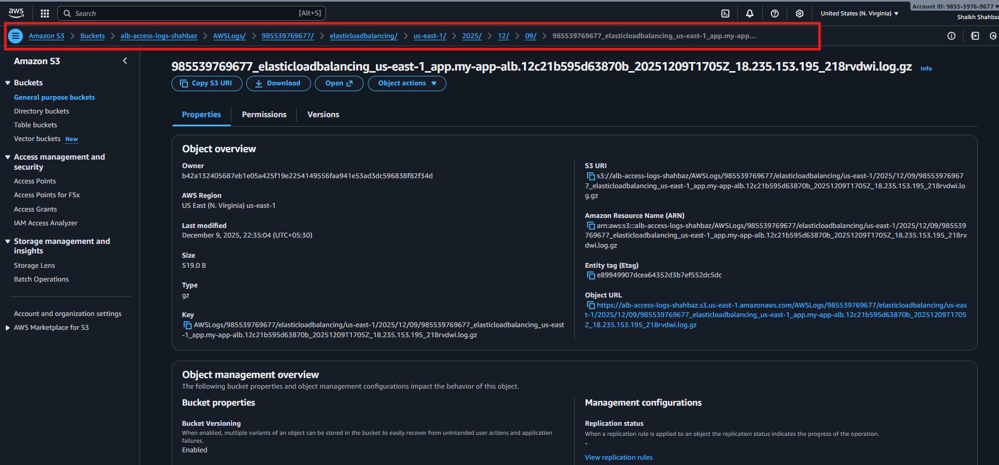 aws
Search
[Alt+S]
United States (N. Virginia)
Account ID: 9855-3976-9677
Shaikh Shahbaz
Amazon S3
Buckets
alb-access-logs-shahbaz
AWSLogs/
985539769677/
elasticloadbalancing/
us-east-1/
2025/
12/
09/
985539769677_elasticloadbalancing_us-east-1_app.my-app...
Amazon S3
Buckets
General purpose buckets
Directory buckets
Table buckets
Vector buckets New
Access management and
security
Access Points
Access Points for FSx
Access Grants
IAM Access Analyzer
Storage management and
insights
Storage Lens
Batch Operations
Account and organization settings
AWS Marketplace for S3
985539769677_elasticloadbalancing_us-east-1_app.my-app-alb.12c21b595d63870b_20251209T1705Z_18.235.153.195_218rvdwi.log.gz Info
Copy S3 URI
Download
Open
Object actions
Properties
Permissions
Versions
Object overview
Owner
b42a132405687eb1e05a425f19e2254149556faa941e53ad3dc596838f82f34d
AWS Region
US East (N. Virginia) us-east-1
Last modified
December 9, 2025, 22:35:04 (UTC+05:30)
Size
519.0 B
Type
gz
Key
AWSLogs/985539769677/elasticloadbalancing/us-east-1/2025/12/09/985539769677_elasticloadbalancing_us-east
-1_app.my-app-alb.12c21b595d63870b_20251209T1705Z_18.235.153.195_218rvdwi.log.gz
S3 URI
s3://alb-access-logs-shahbaz/AWSLogs/985539769677/elasticloadbalancing/us-east-1/2025/12/09/98553976967
7_elasticloadbalancing_us-east-1_app.my-app-alb.12c21b595d63870b_20251209T1705Z_18.235.153.195_218rvdwi.lo
g.gz
Amazon Resource Name (ARN)
arn:aws:s3:::alb-access-logs-shahbaz/AWSLogs/985539769677/elasticloadbalancing/us-east-1/2025/12/09/985539
769677_elasticloadbalancing_us-east-1_app.my-app-alb.12c21b595d63870b_20251209T1705Z_18.235.153.195_218rv
dwi.log.gz
Entity tag (Etag)
e89949907dcea64352d3b7ef552dc5dc
Object URL
https://alb-access-logs-shahbaz.s3.us-east-1.amazonaws.com/AWSLogs/985539769677/elasticloadbalancing/us-eas
t-1/2025/12/09/985539769677_elasticloadbalancing_us-east-1_app.my-app-alb.12c21b595d63870b_20251209T1705
Z_18.235.153.195_218rvdwi.log.gz
Object management overview
The following bucket properties and object management configurations impact the behavior of this object.
Bucket properties
Bucket Versioning
When enabled, multiple variants of an object can be stored in the bucket to easily recover from unintended user actions and application
failures.
Enabled
Management configurations
Replication status
When a replication rule is applied to an object the replication status indicates the progress of the operation.
-
View replication rules